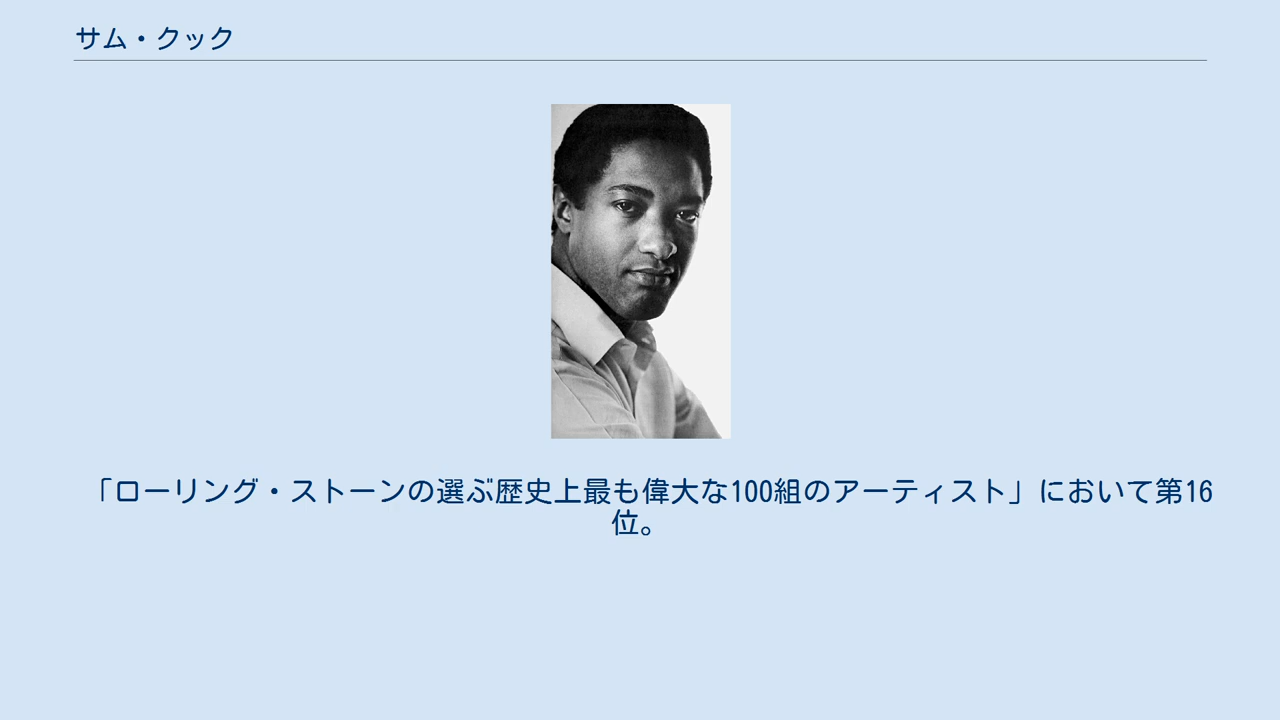 サム・クック
「ローリング・ストーンの選ぶ歴史上最も偉大な100組のアーティスト」において第16
位。